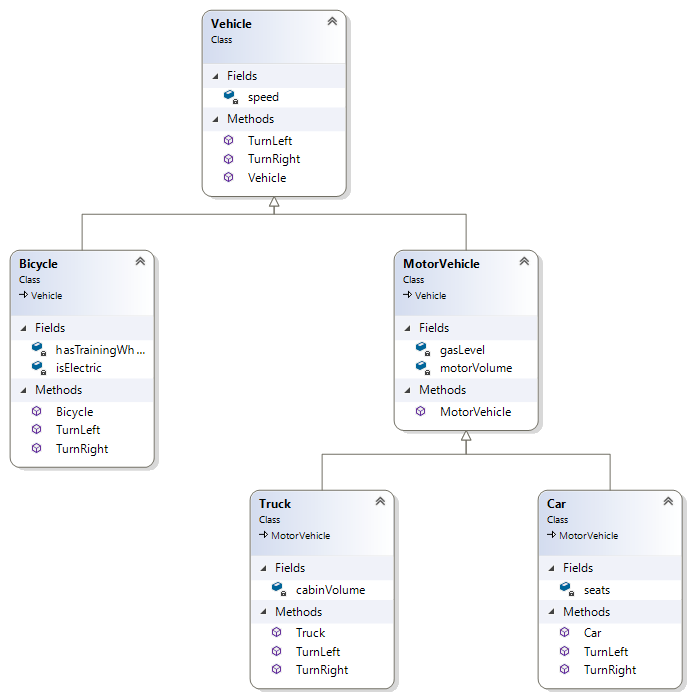 Vehicle
Class
Fields
speed
Methods
TurnLeft
TurnRight
Vehicle
Bicycle
Class
Vehicle
Fields
hasTrainingWh ...
isElectric
Methods
Bicycle
TurnLeft
TurnRight
MotorVehicle
Class
Vehicle
Fields
gasLevel
motorVolume
Methods
MotorVehicle
Truck
Class
MotorVehicle
Fields
cabinVolume
Methods
Truck
TurnLeft
TurnRight
Car
Class
MotorVehicle
Fields
seats
Methods
Car
TurnLeft
TurnRight